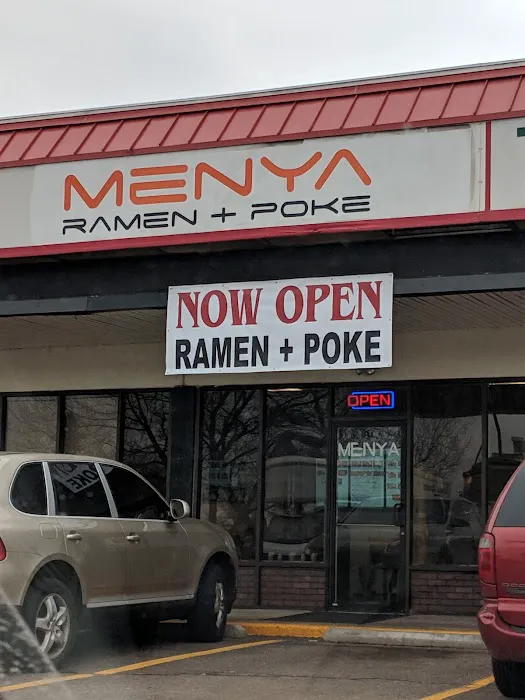 MENYA
RAMEN + POKE
NOW OPEN
RAMEN + POKE
OPEN
MENYA